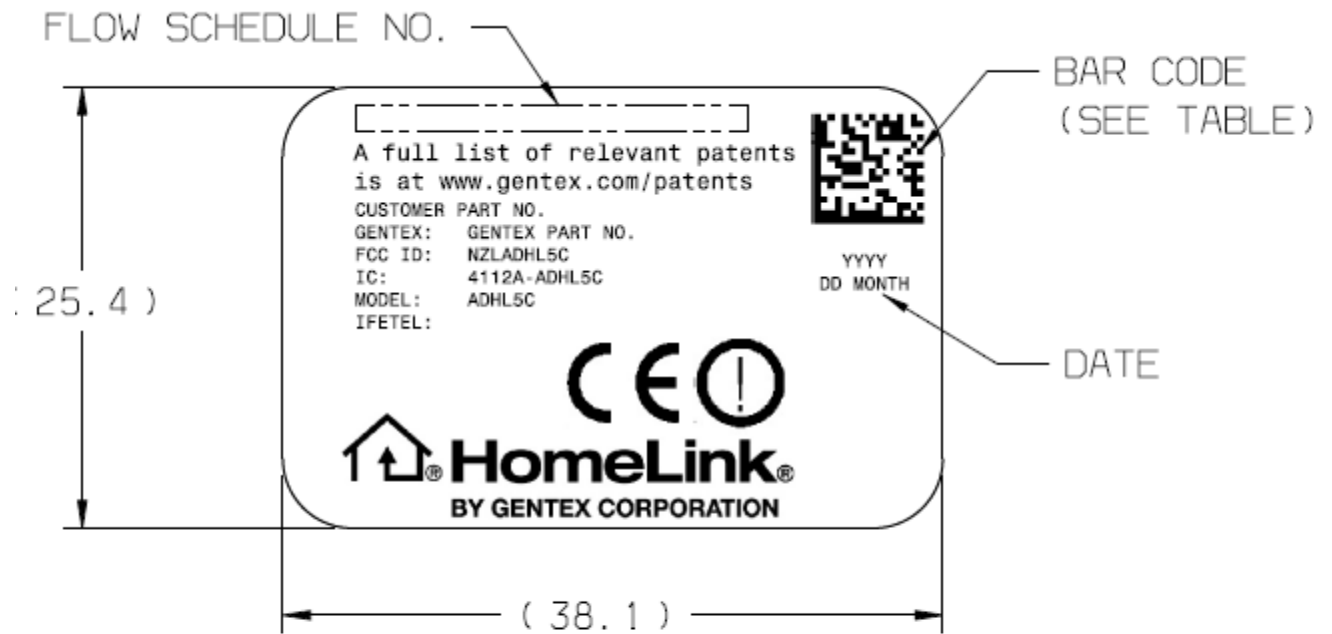 FLOW SCHEDULE NO.
BAR CODE
(SEE TABLE)
A full list of relevant patents
is at www.gentex.com/patents
CUSTOMER PART NO.
GENTEX: GENTEX PART NO.
FCC ID: NZLADHL5C
IC: 4112A-ADHL5C
MODEL: ADHL5C
IFETEL:
YYYY
DD MONTH
(25.4)
DATE
CE
HomeLink®
BY GENTEX CORPORATION
(38.1)